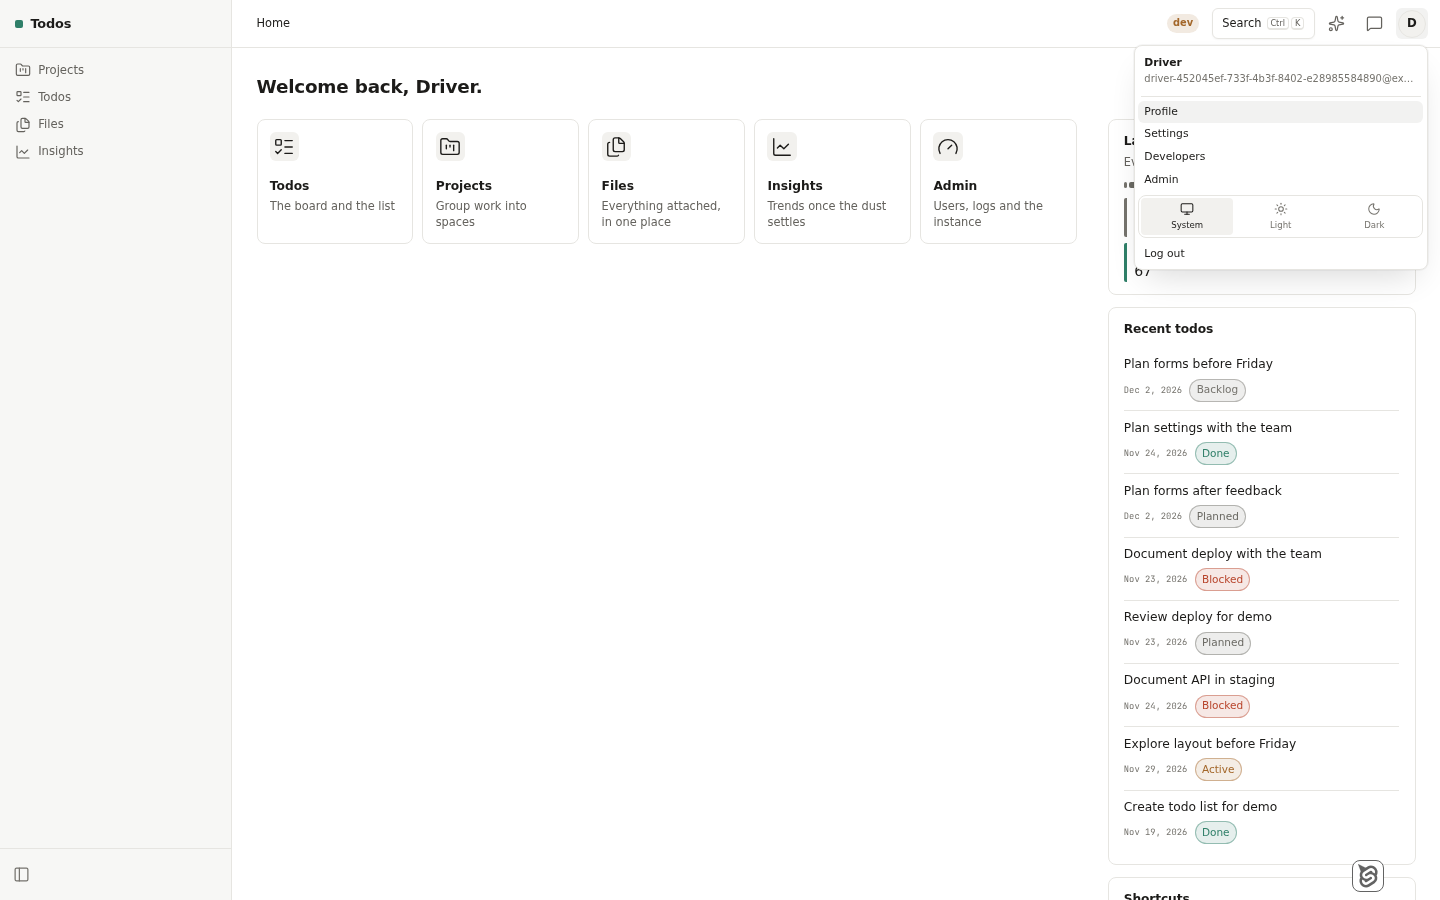 Todos
Projects
Todos
Files
Insights
Home
dev
Search Ctrl K
D
Driver
driver-452045ef-733f-4b3f-8402-e28985584890@ex...
Profile
Settings
Developers
Admin
System
Light
Dark
Log out
Welcome back, Driver.
Todos
The board and the list
Projects
Group work into
spaces
Files
Everything attached,
in one place
Insights
Trends once the dust
settles
Admin
Users, logs and the
instance
67
Recent todos
Plan forms before Friday
Dec 2, 2026 Backlog
Plan settings with the team
Nov 24, 2026 Done
Plan forms after feedback
Dec 2, 2026 Planned
Document deploy with the team
Nov 23, 2026 Blocked
Review deploy for demo
Nov 23, 2026 Planned
Document API in staging
Nov 24, 2026 Blocked
Explore layout before Friday
Nov 29, 2026 Active
Create todo list for demo
Nov 19, 2026 Done
Shortcuts